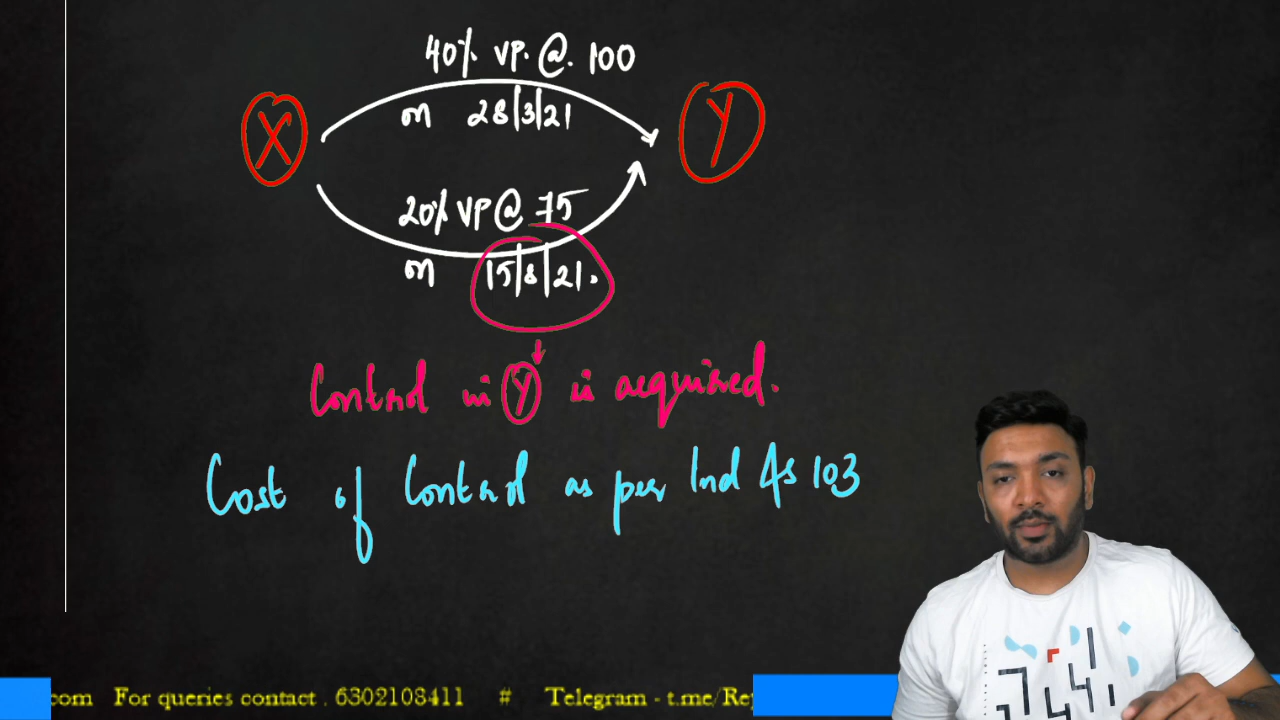 40% VP. @. 100
on 28|3|21
X
Y
20% VP @ 75
on 15|8|21.
Control in Y is acquired.
Cost of Control as per Ind As 103
com For queries contact . 6302108411 # Telegram - t.me/Re